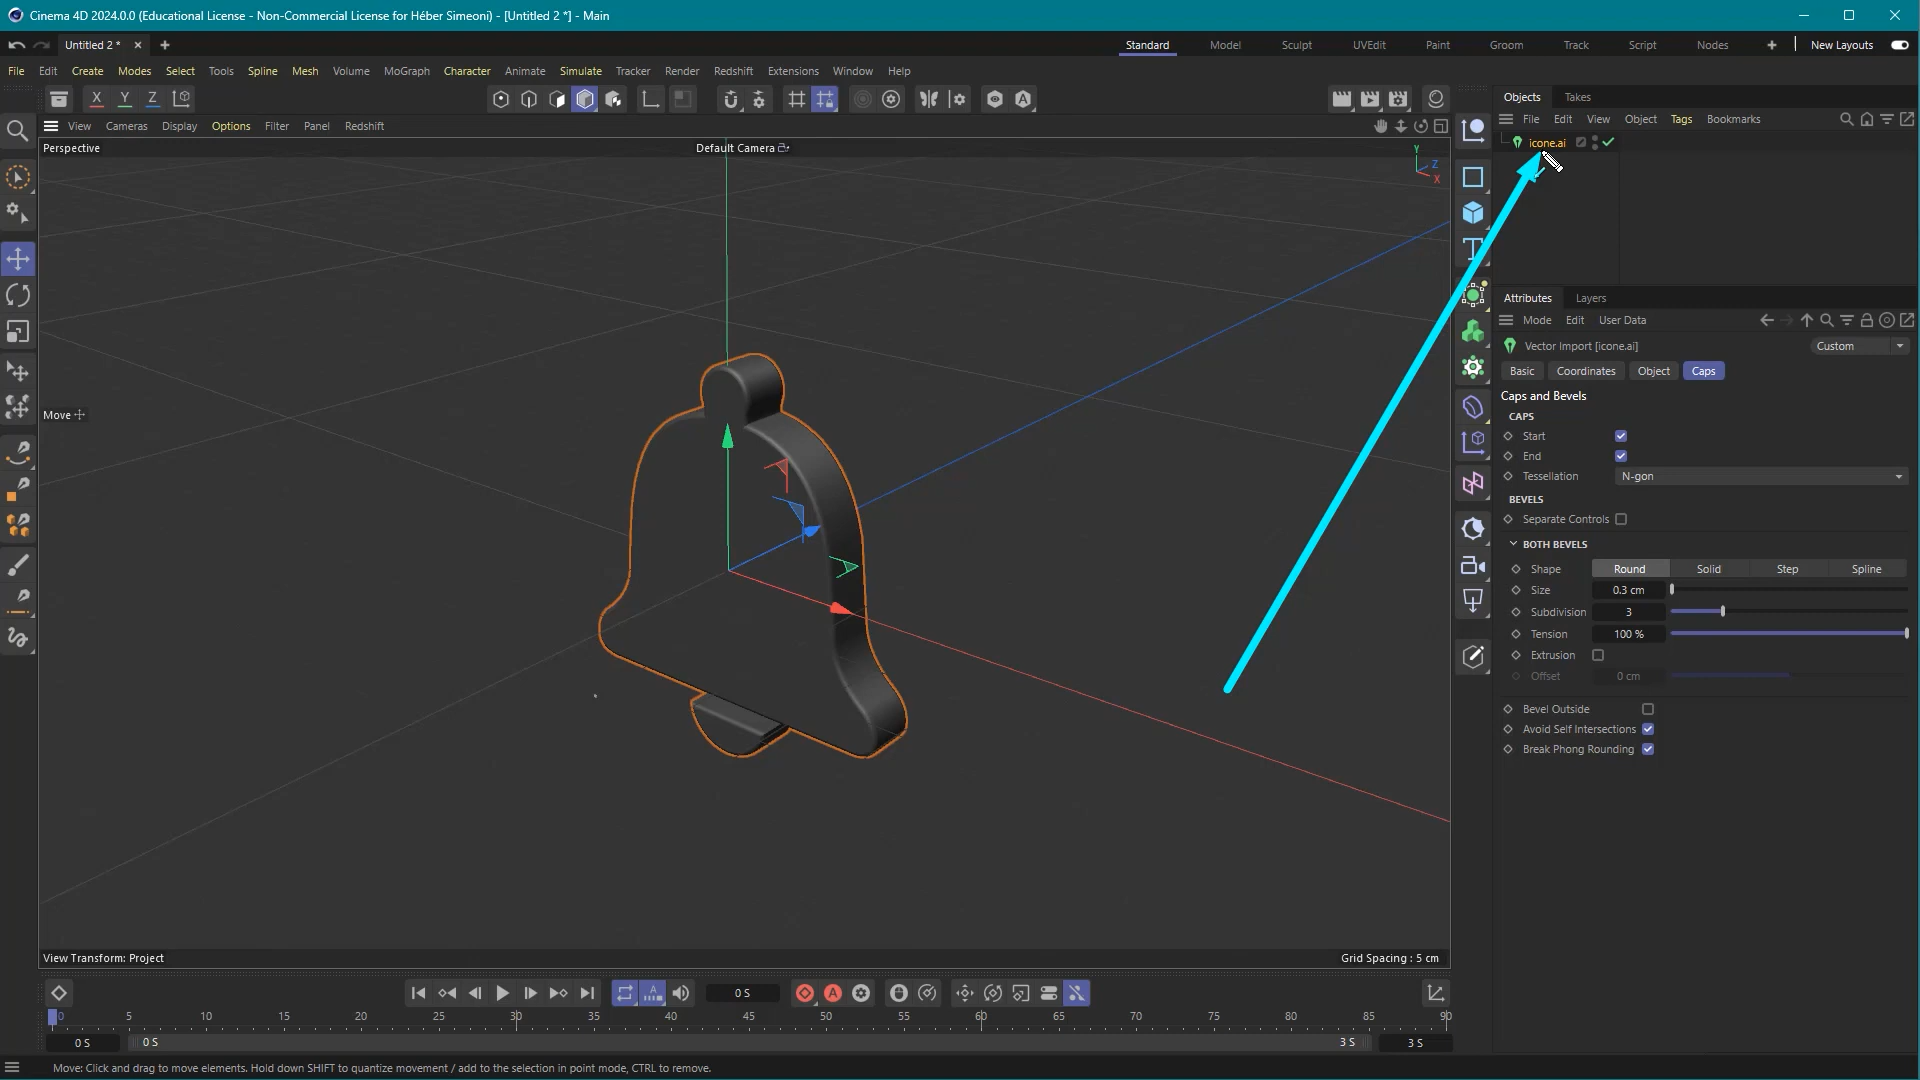 Cinema 4D 2024.0.0 (Educational License - Non-Commercial License for Héber Simeoni) - [Untitled 2 *] - Main
Untitled 2 *
Standard
Model
Sculpt
UVEdit
Paint
Groom
Track
Script
Nodes
New Layouts
File Edit Create Modes Select Tools Spline Mesh Volume MoGraph Character Animate Simulate Tracker Render Redshift Extensions Window Help
X Y Z
Objects Takes
View Cameras Display Options Filter Panel Redshift
File Edit View Object Tags Bookmarks
Perspective
Default Camera
icone.ai
Y
Z
X
Attributes Layers
Mode Edit User Data
Vector Import [icone.ai]
Custom
Basic Coordinates Object Caps
Caps and Bevels
CAPS
Move
Start
End
Tessellation N-gon
BEVELS
Separate Controls
BOTH BEVELS
Shape Round Solid Step Spline
Size 0.3 cm
Subdivision 3
Tension 100 %
Extrusion
Offset 0 cm
Bevel Outside
Avoid Self Intersections
Break Phong Rounding
View Transform: Project
Grid Spacing : 5 cm
0 S
0 5 10 15 20 25 30 35 40 45 50 55 60 65 70 75 80 85 90
0 S
0 S
3 S
3 S
Move: Click and drag to move elements. Hold down SHIFT to quantize movement / add to the selection in point mode, CTRL to remove.